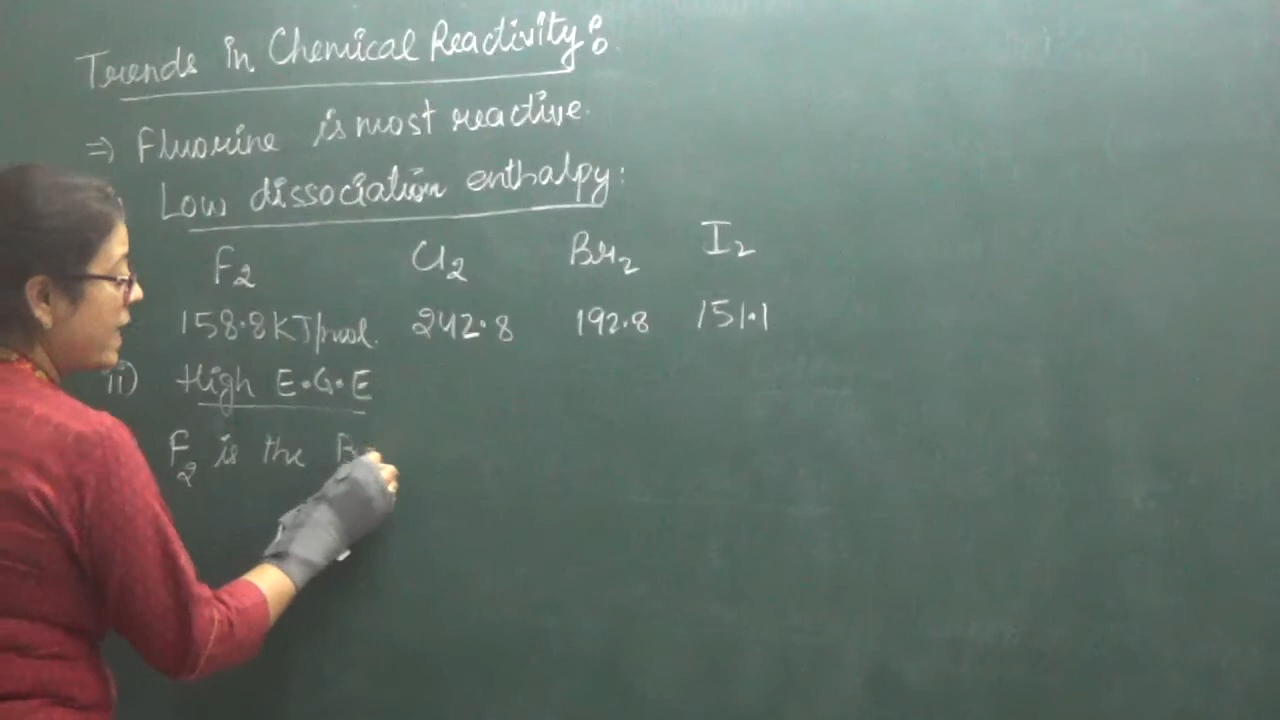 Trends in Chemical Reactivity:
⇒ Fluorine is most reactive.
Low dissociation enthalpy:
F2 Cl2 Br2 I2
158.8 KJ/mol. 242.8 192.8 151.1
ii) High E.G.E
F2 is the